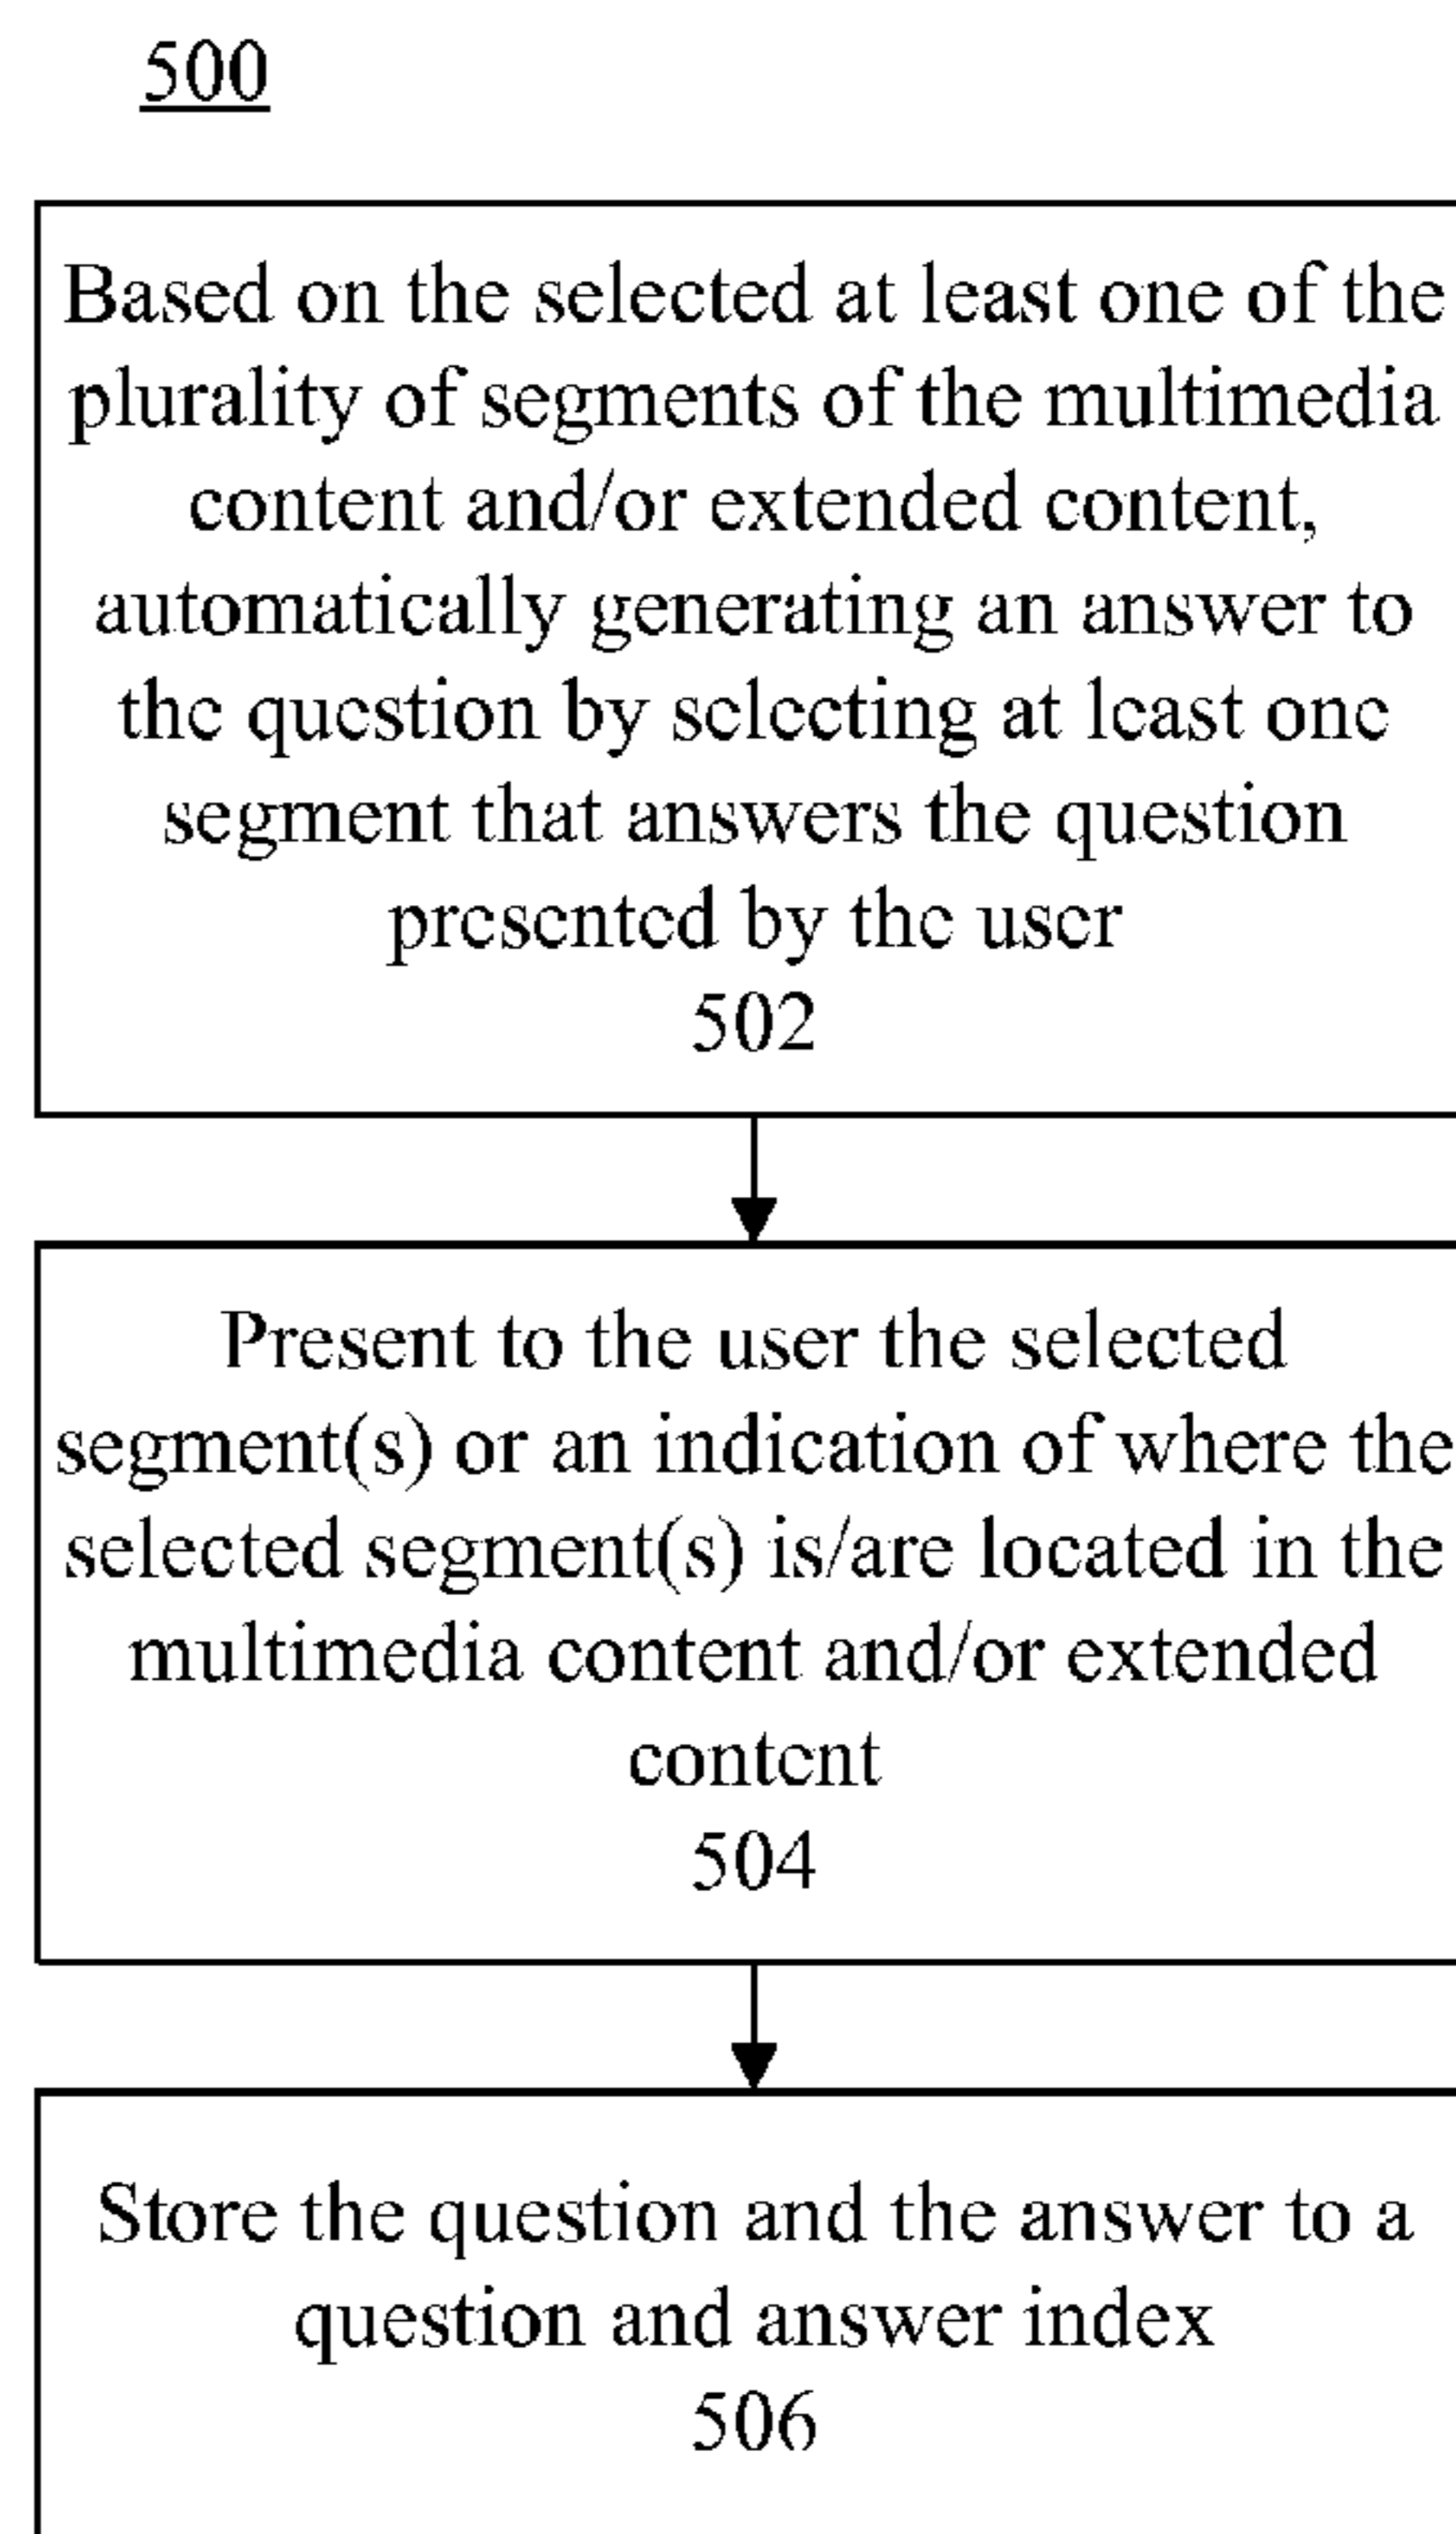 500
Based on the selected at least one of the
plurality of segments of the multimedia
content and/or extended content,
automatically generating an answer to
the question by selecting at least one
segment that answers the question
presented by the user
502
Present to the user the selected
segment(s) or an indication of where the
selected segment(s) is/are located in the
multimedia content and/or extended
content
504
Store the question and the answer to a
question and answer index
506